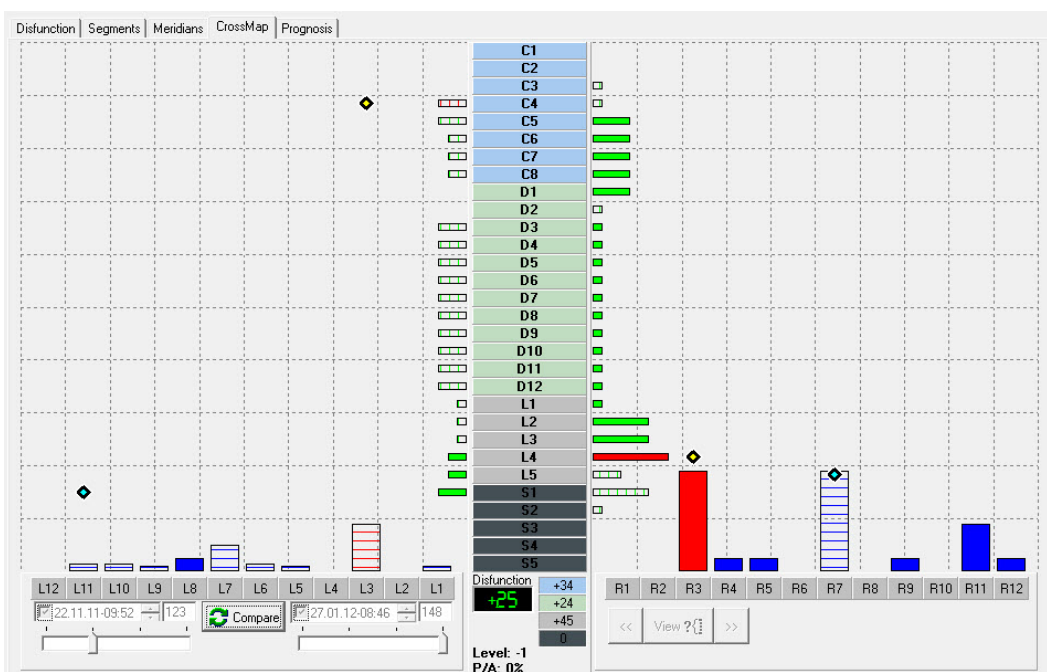 Disfunction Segments Meridians CrossMap Prognosis
C1
C2
C3
C4
C5
C6
C7
C8
D1
D2
D3
D4
D5
D6
D7
D8
D9
D10
D11
D12
L1
L2
L3
L4
L5
S1
S2
S3
S4
S5
L12 L11 L10 L9 L8 L7 L6 L5 L4 L3 L2 L1
Disfunction
+25
+34
+24
+45
0
R1 R2 R3 R4 R5 R6 R7 R8 R9 R10 R11 R12
22.11.11-09:52 123 Compare 27.01.12-08:46 148
<< View ?{} >>
Level: -1
P/A: 0%